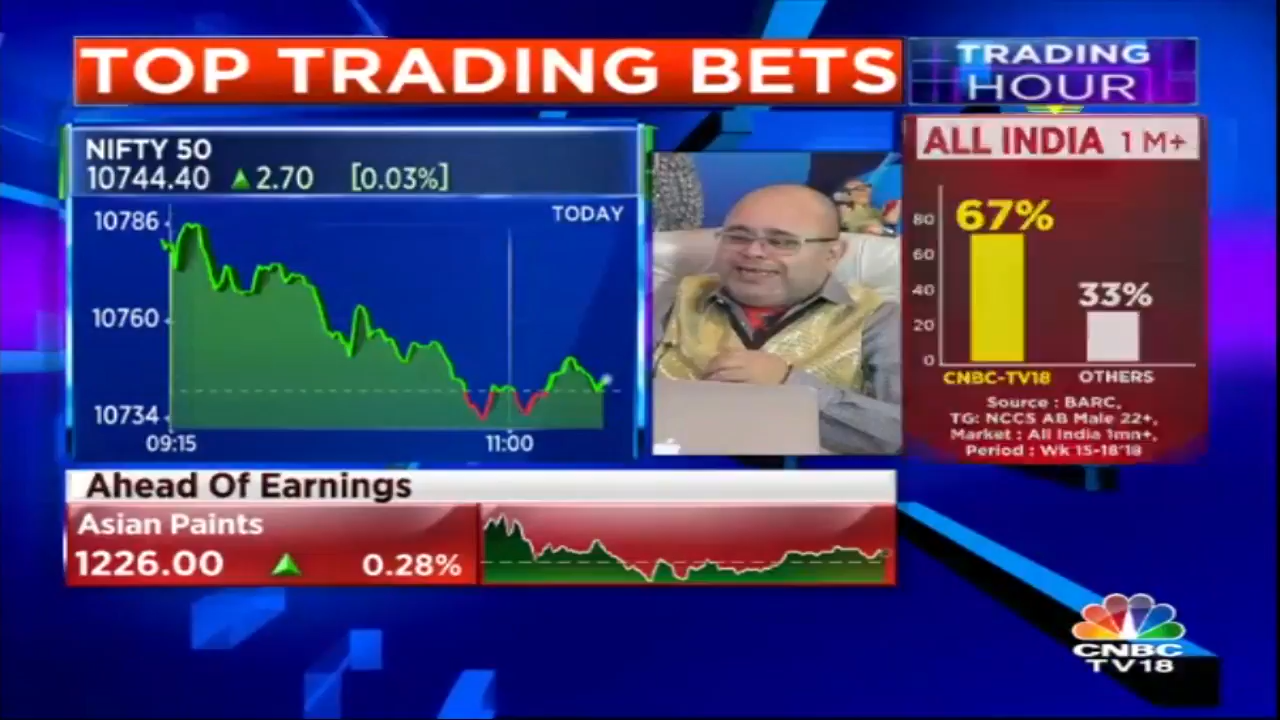 TOP TRADING BETS
TRADING
HOUR
NIFTY 50
10744.40 ▲ 2.70 [0.03%]
TODAY
10786
10760
10734
09:15 11:00
ALL INDIA 1 M+
67%
33%
80
60
40
20
0
CNBC-TV18 OTHERS
Source : BARC,
TG: NCCS AB Male 22+,
Market : All India 1mn+,
Period : Wk 15-18'18
Ahead Of Earnings
Asian Paints
1226.00 ▲ 0.28%
CNBC
TV18